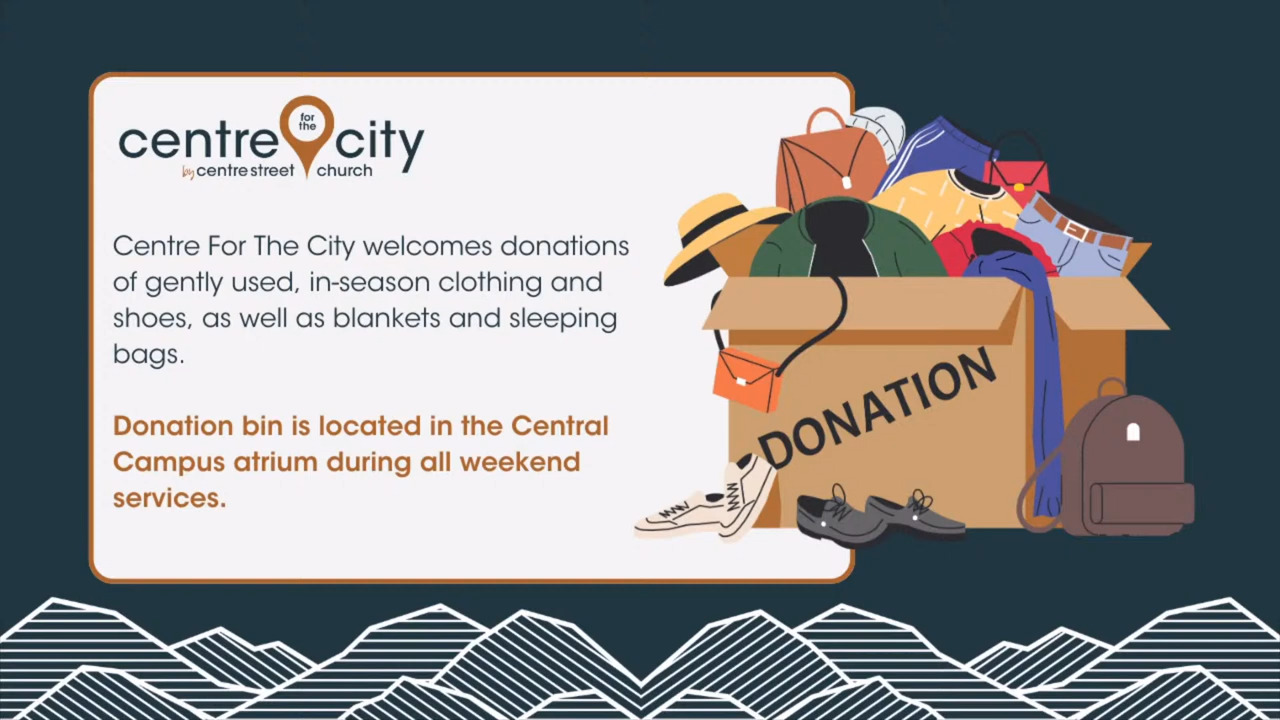 centre for the city
by centre street church
Centre For The City welcomes donations
of gently used, in-season clothing and
shoes, as well as blankets and sleeping
bags.
Donation bin is located in the Central
Campus atrium during all weekend
services.
DONATION